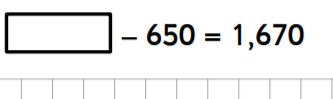 – 650 = 1,670